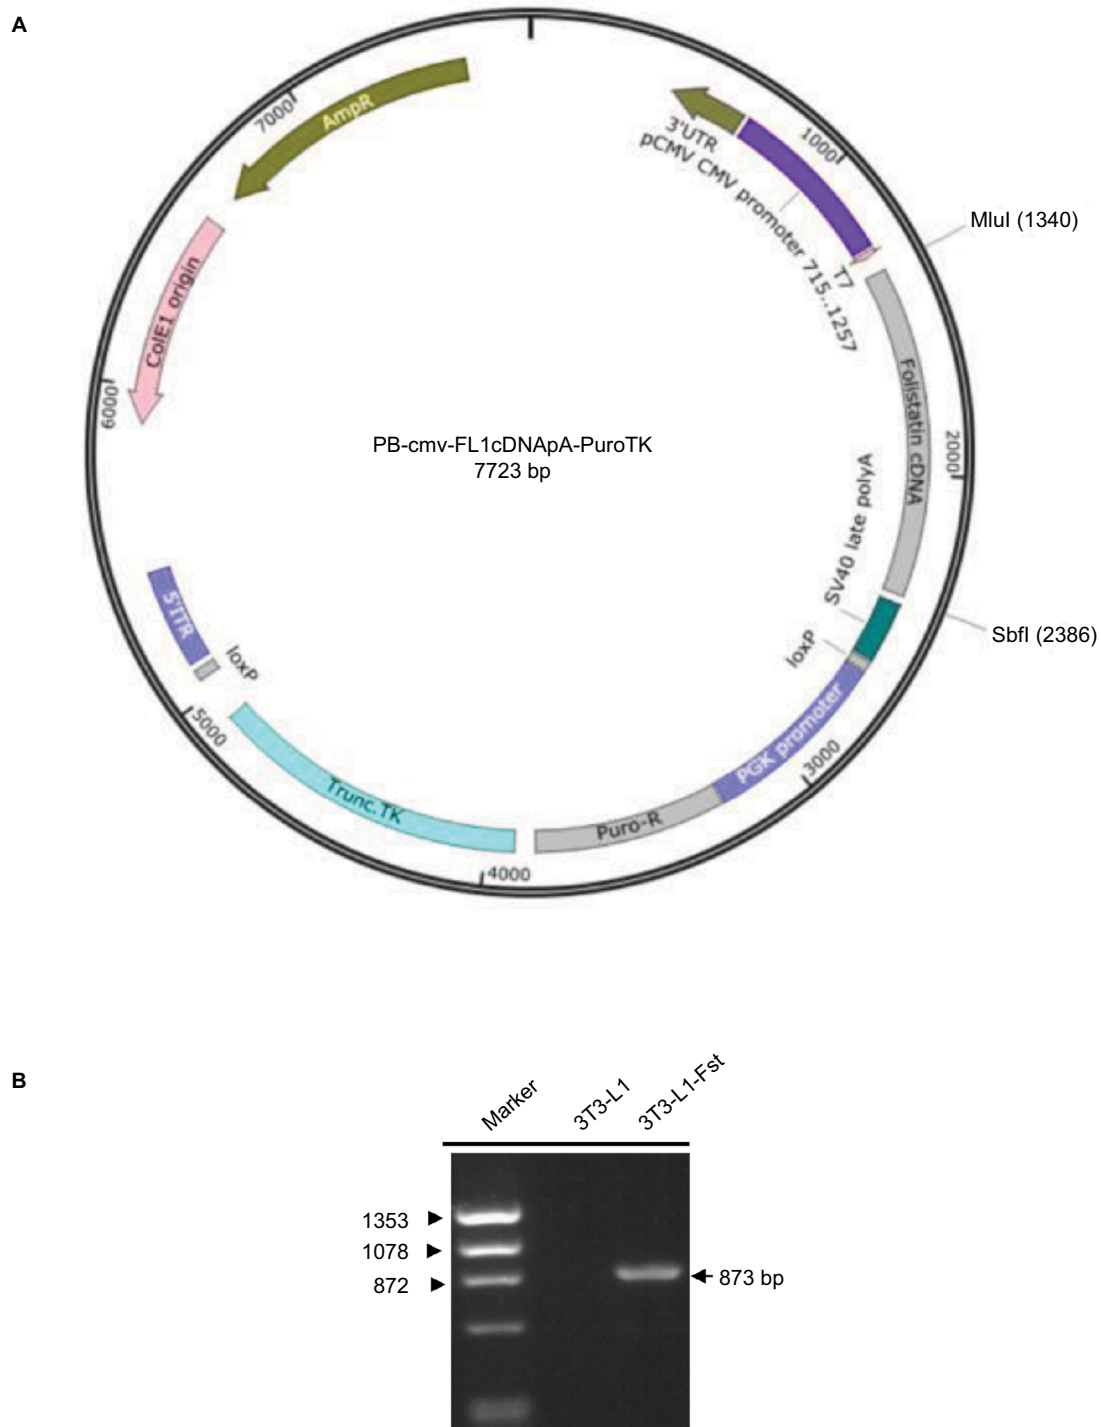 A
AmpR
7000
3'UTR
pCMV CMV promoter 715..1257
1000
T7
MluI (1340)
ColE1 origin
6000
Folistatin cDNA
2000
PB-cmv-FL1cDNApA-PuroTK
7723 bp
SV40 late polyA
SbfI (2386)
loxP
5'ITR
loxP
PGK promoter
3000
5000
Trunc.TK
Puro-R
4000
B
Marker
3T3-L1
3T3-L1-Fst
1353
1078
872
873 bp